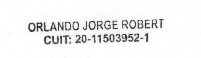 ORLANDO JORGE ROBERT
CUIT: 20-11503952-1